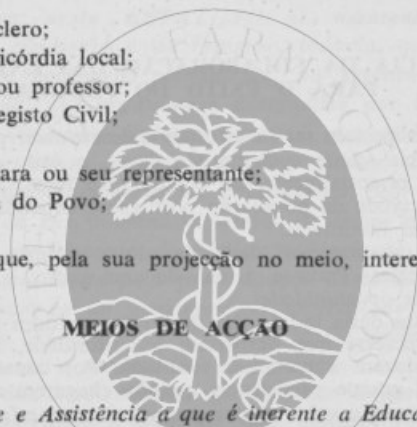 clero;
icórdia local;
ou professor;
egisto Civil;
ara ou seu representante;
do Povo;
que, pela sua projecção no meio, intere
MEIOS DE ACÇÃO
e e Assistência a que é inerente a Educa